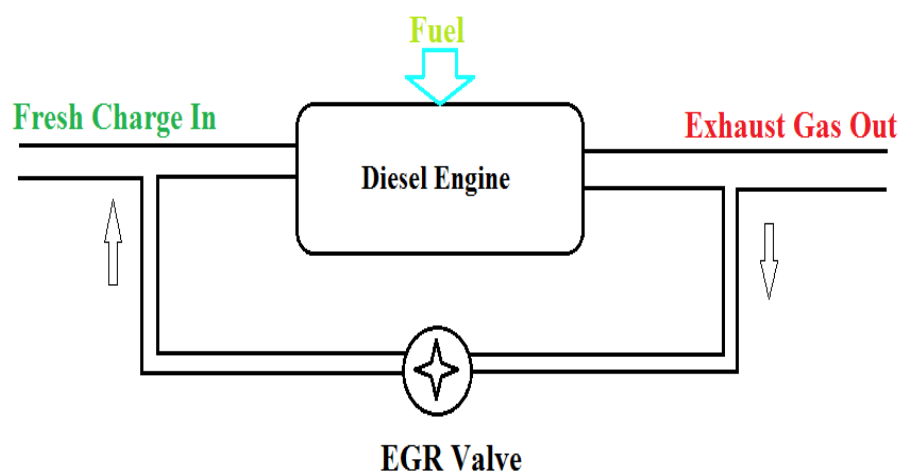 Fuel
Fresh Charge In
Exhaust Gas Out
Diesel Engine
EGR Valve